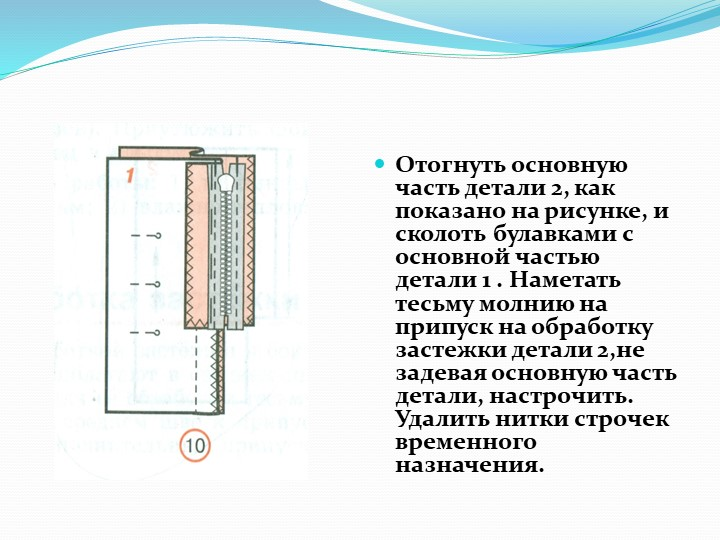 1
10
Отогнуть основную
часть детали 2, как
показано на рисунке, и
сколоть булавками с
основной частью
детали 1 . Наметать
тесьму молнию на
припуск на обработку
застежки детали 2,не
задевая основную часть
детали, настрочить.
Удалить нитки строчек
временного
назначения.